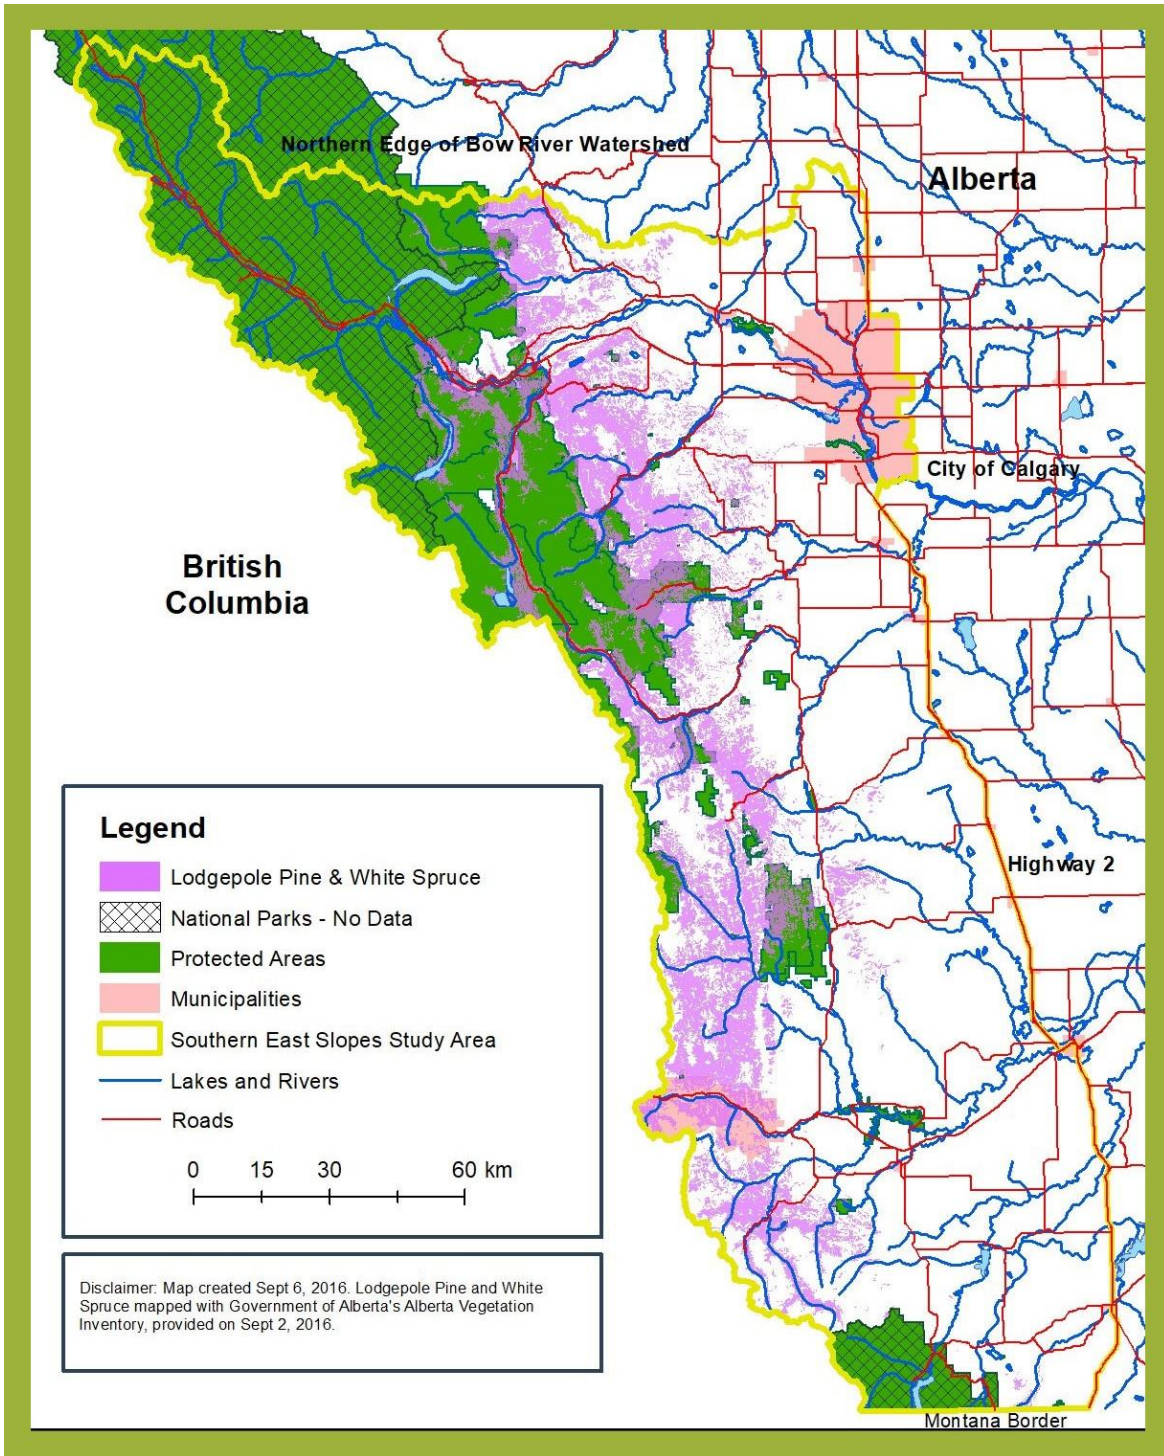 Northern Edge of Bow River Watershed
Alberta
City of Calgary
British
Columbia
Highway 2
Legend
Lodgepole Pine & White Spruce
National Parks - No Data
Protected Areas
Municipalities
Southern East Slopes Study Area
Lakes and Rivers
Roads
0 15 30 60 km
Disclaimer: Map created Sept 6, 2016. Lodgepole Pine and White
Spruce mapped with Government of Alberta's Alberta Vegetation
Inventory, provided on Sept 2, 2016.
Montana Border